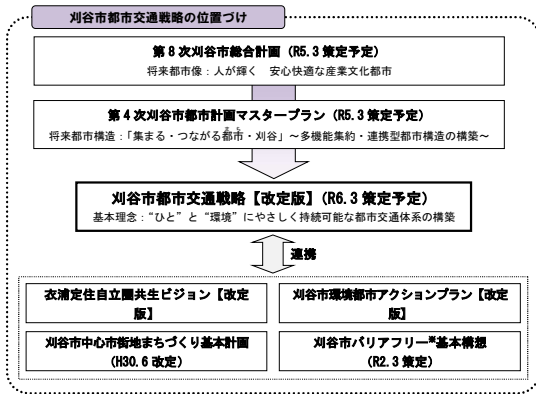 刈谷市都市交通戦略の位置づけ
第8次刈谷市総合計画（R5.3 策定予定）
将来都市像：人が輝く　安心快適な産業文化都市
第4次刈谷市都市計画マスタープラン（R5.3 策定予定）
将来都市構造：「集まる・つながる都市・刈谷」～多機能集約・連携型都市構造の構築～
刈谷市都市交通戦略【改定版】（R6.3 策定予定）
基本理念：“ひと”と“環境”にやさしく持続可能な都市交通体系の構築
連携
衣浦定住自立圏共生ビジョン【改定
版】
刈谷市環境都市アクションプラン【改定
版】
刈谷市中心市街地まちづくり基本計画
（H30.6 改定）
刈谷市バリアフリー※基本構想
（R2.3 策定）